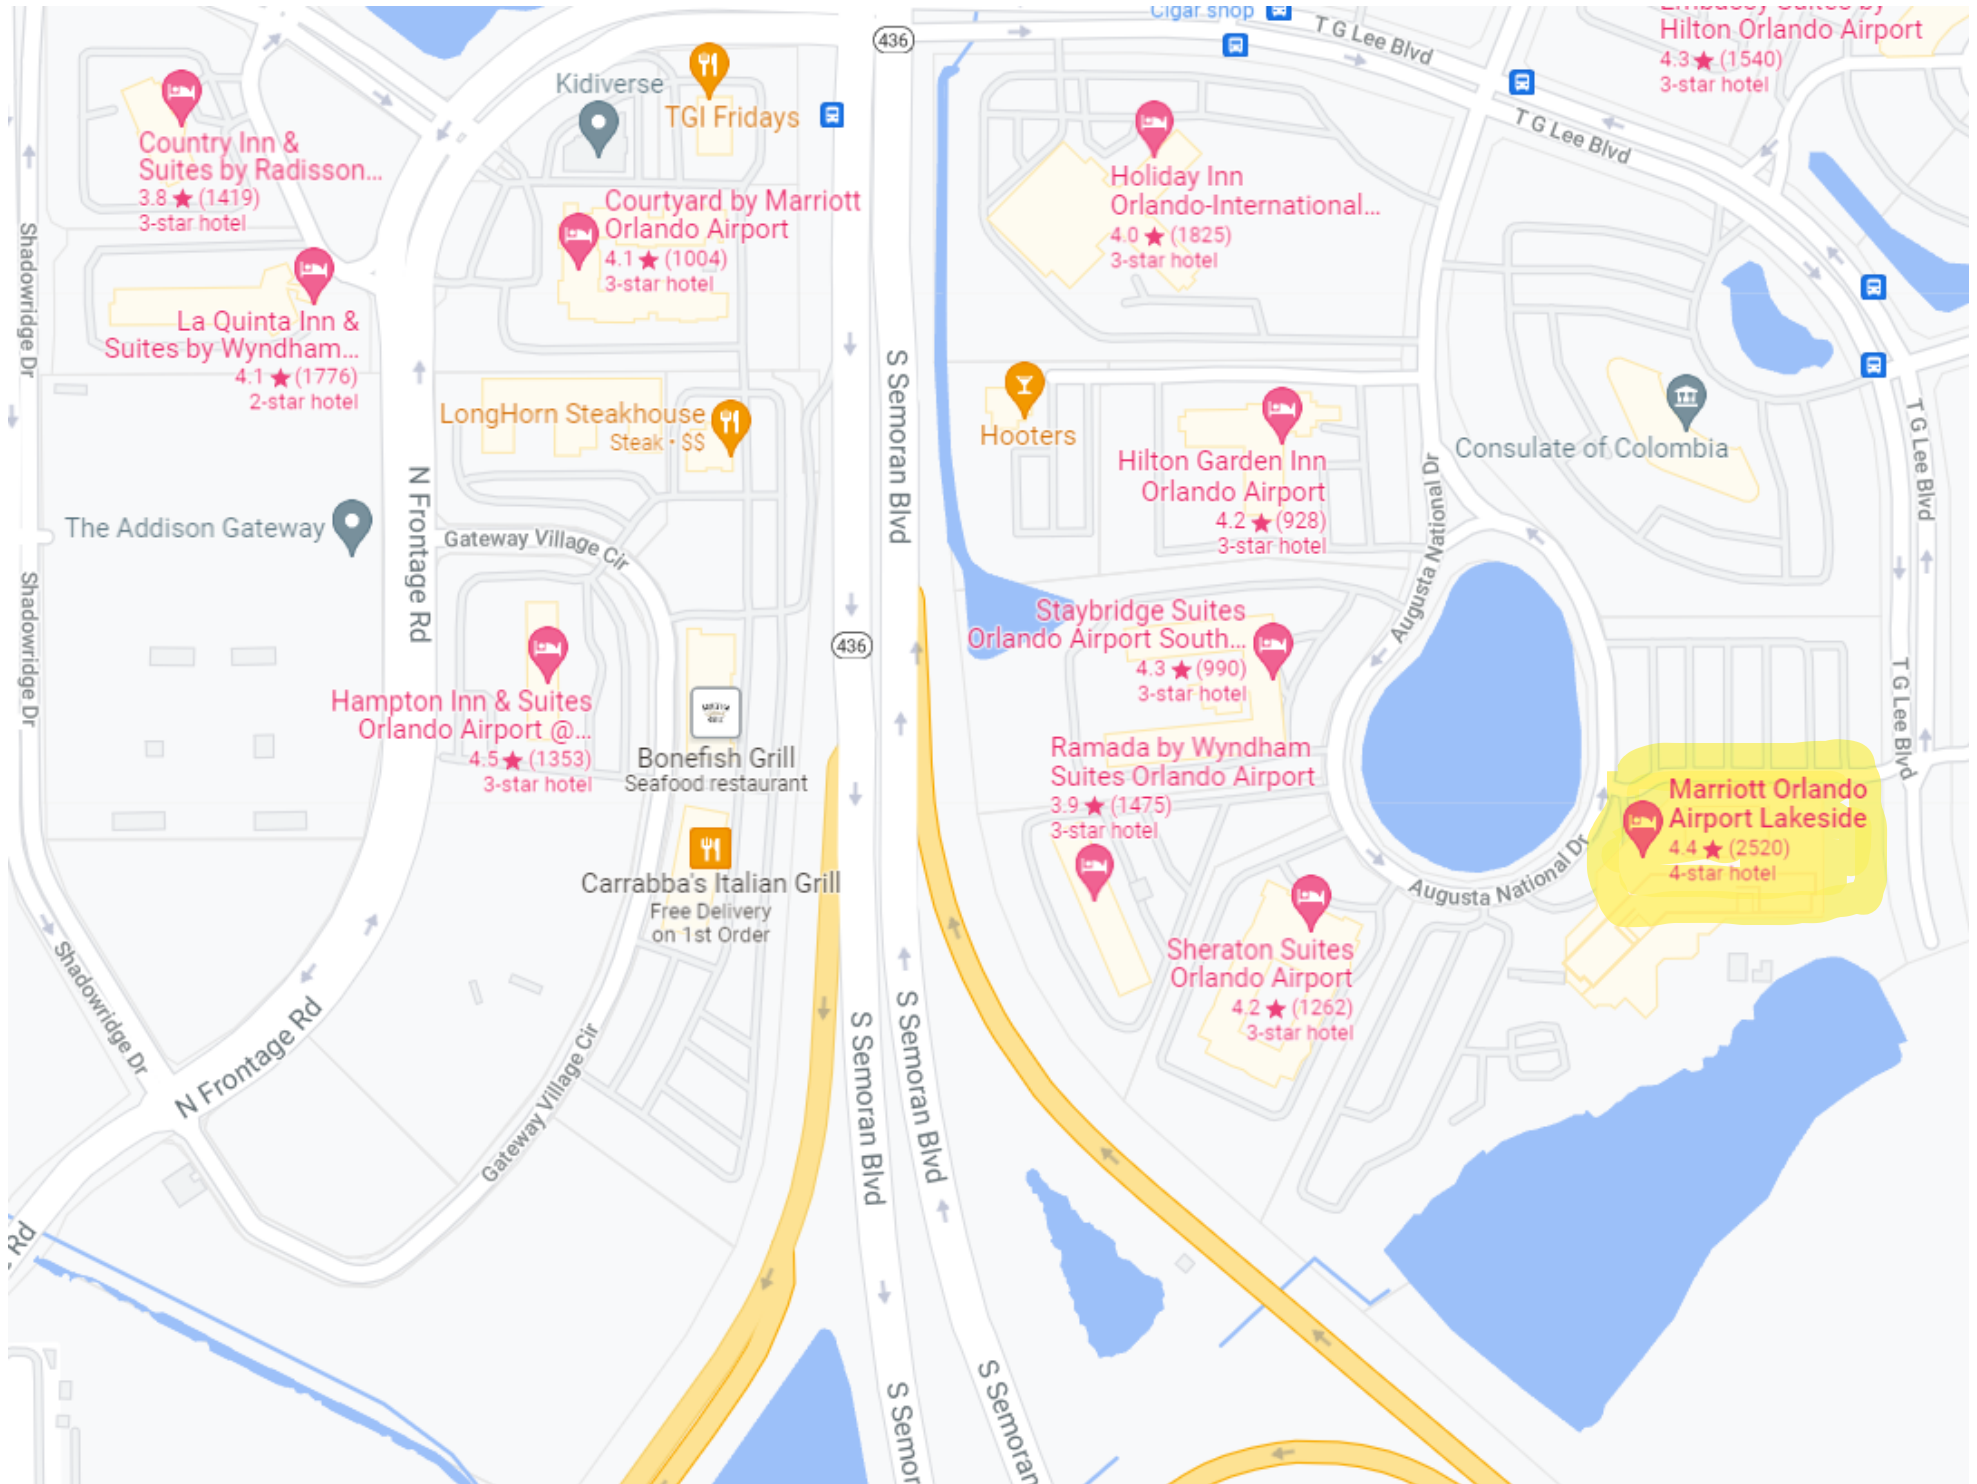 Cigar shop
436
T G Lee Blvd
Embassy Suites by
Hilton Orlando Airport
4.3 ★ (1540)
3-star hotel
Kidiverse
TGI Fridays
T G Lee Blvd
Country Inn &
Suites by Radisson...
3.8 ★ (1419)
3-star hotel
Courtyard by Marriott
Orlando Airport
4.1 ★ (1004)
3-star hotel
Holiday Inn
Orlando-International...
4.0 ★ (1825)
3-star hotel
Shadowridge Dr
La Quinta Inn &
Suites by Wyndham...
4.1 ★ (1776)
2-star hotel
S Semoran Blvd
LongHorn Steakhouse
Steak • $$
Hooters
Hilton Garden Inn
Orlando Airport
4.2 ★ (928)
3-star hotel
Consulate of Colombia
T G Lee Blvd
N Frontage Rd
The Addison Gateway
Gateway Village Cir
Augusta National Dr
Shadowridge Dr
Staybridge Suites
Orlando Airport South...
4.3 ★ (990)
3-star hotel
436
Hampton Inn & Suites
Orlando Airport @...
4.5 ★ (1353)
3-star hotel
Bonefish Grill
Seafood restaurant
Ramada by Wyndham
Suites Orlando Airport
3.9 ★ (1475)
3-star hotel
T G Lee Blvd
Marriott Orlando
Airport Lakeside
4.4 ★ (2520)
4-star hotel
Carrabba's Italian Grill
Free Delivery
on 1st Order
Augusta National Dr
Sheraton Suites
Orlando Airport
4.2 ★ (1262)
3-star hotel
Shadowridge Dr
N Frontage Rd
Gateway Village Cir
S Semoran Blvd
S Semoran Blvd
Rd
S Semoran
S Semor